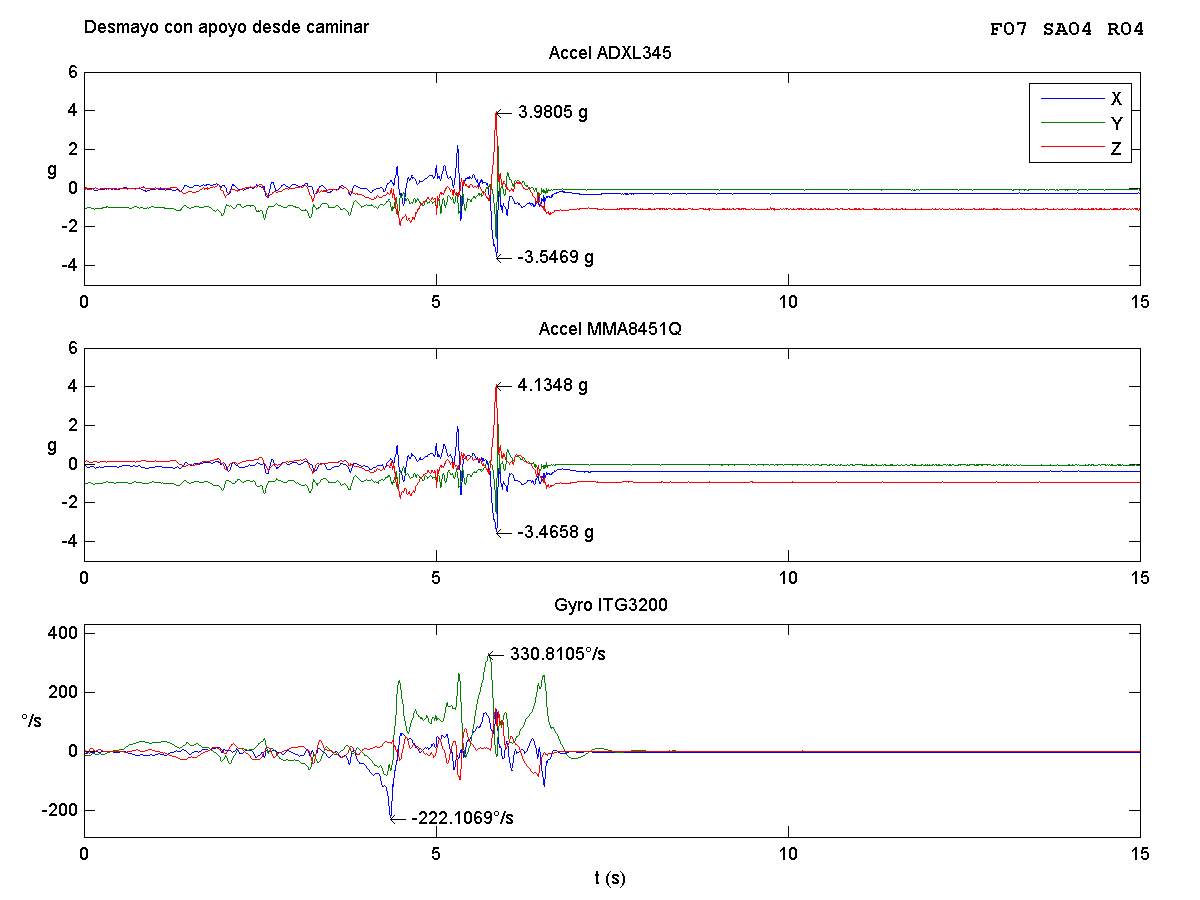 Desmayo con apoyo desde caminar
F07 SA04 R04
Accel ADXL345
6
4
2
0
-2
-4
g
3.9805 g
-3.5469 g
X
Y
Z
0 5 10 15
Accel MMA8451Q
6
4
2
0
-2
-4
g
4.1348 g
-3.4658 g
0 5 10 15
Gyro ITG3200
400
200
0
-200
°/s
330.8105°/s
-222.1069°/s
0 5 10 15
t (s)